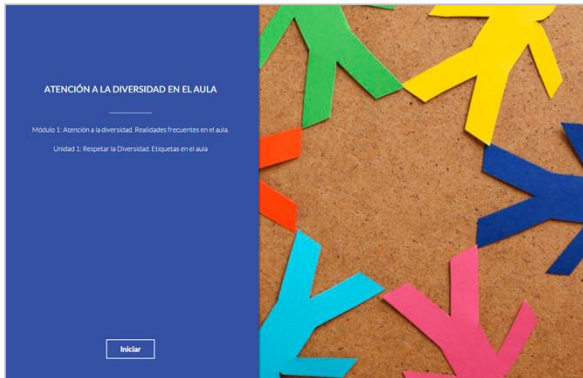 ATENCIÓN A LA DIVERSIDAD EN EL AULA
Módulo 1: Atención a la diversidad. Realidades frecuentes en el aula
Unidad 1: Respetar la Diversidad. Etiquetas en el aula
Iniciar